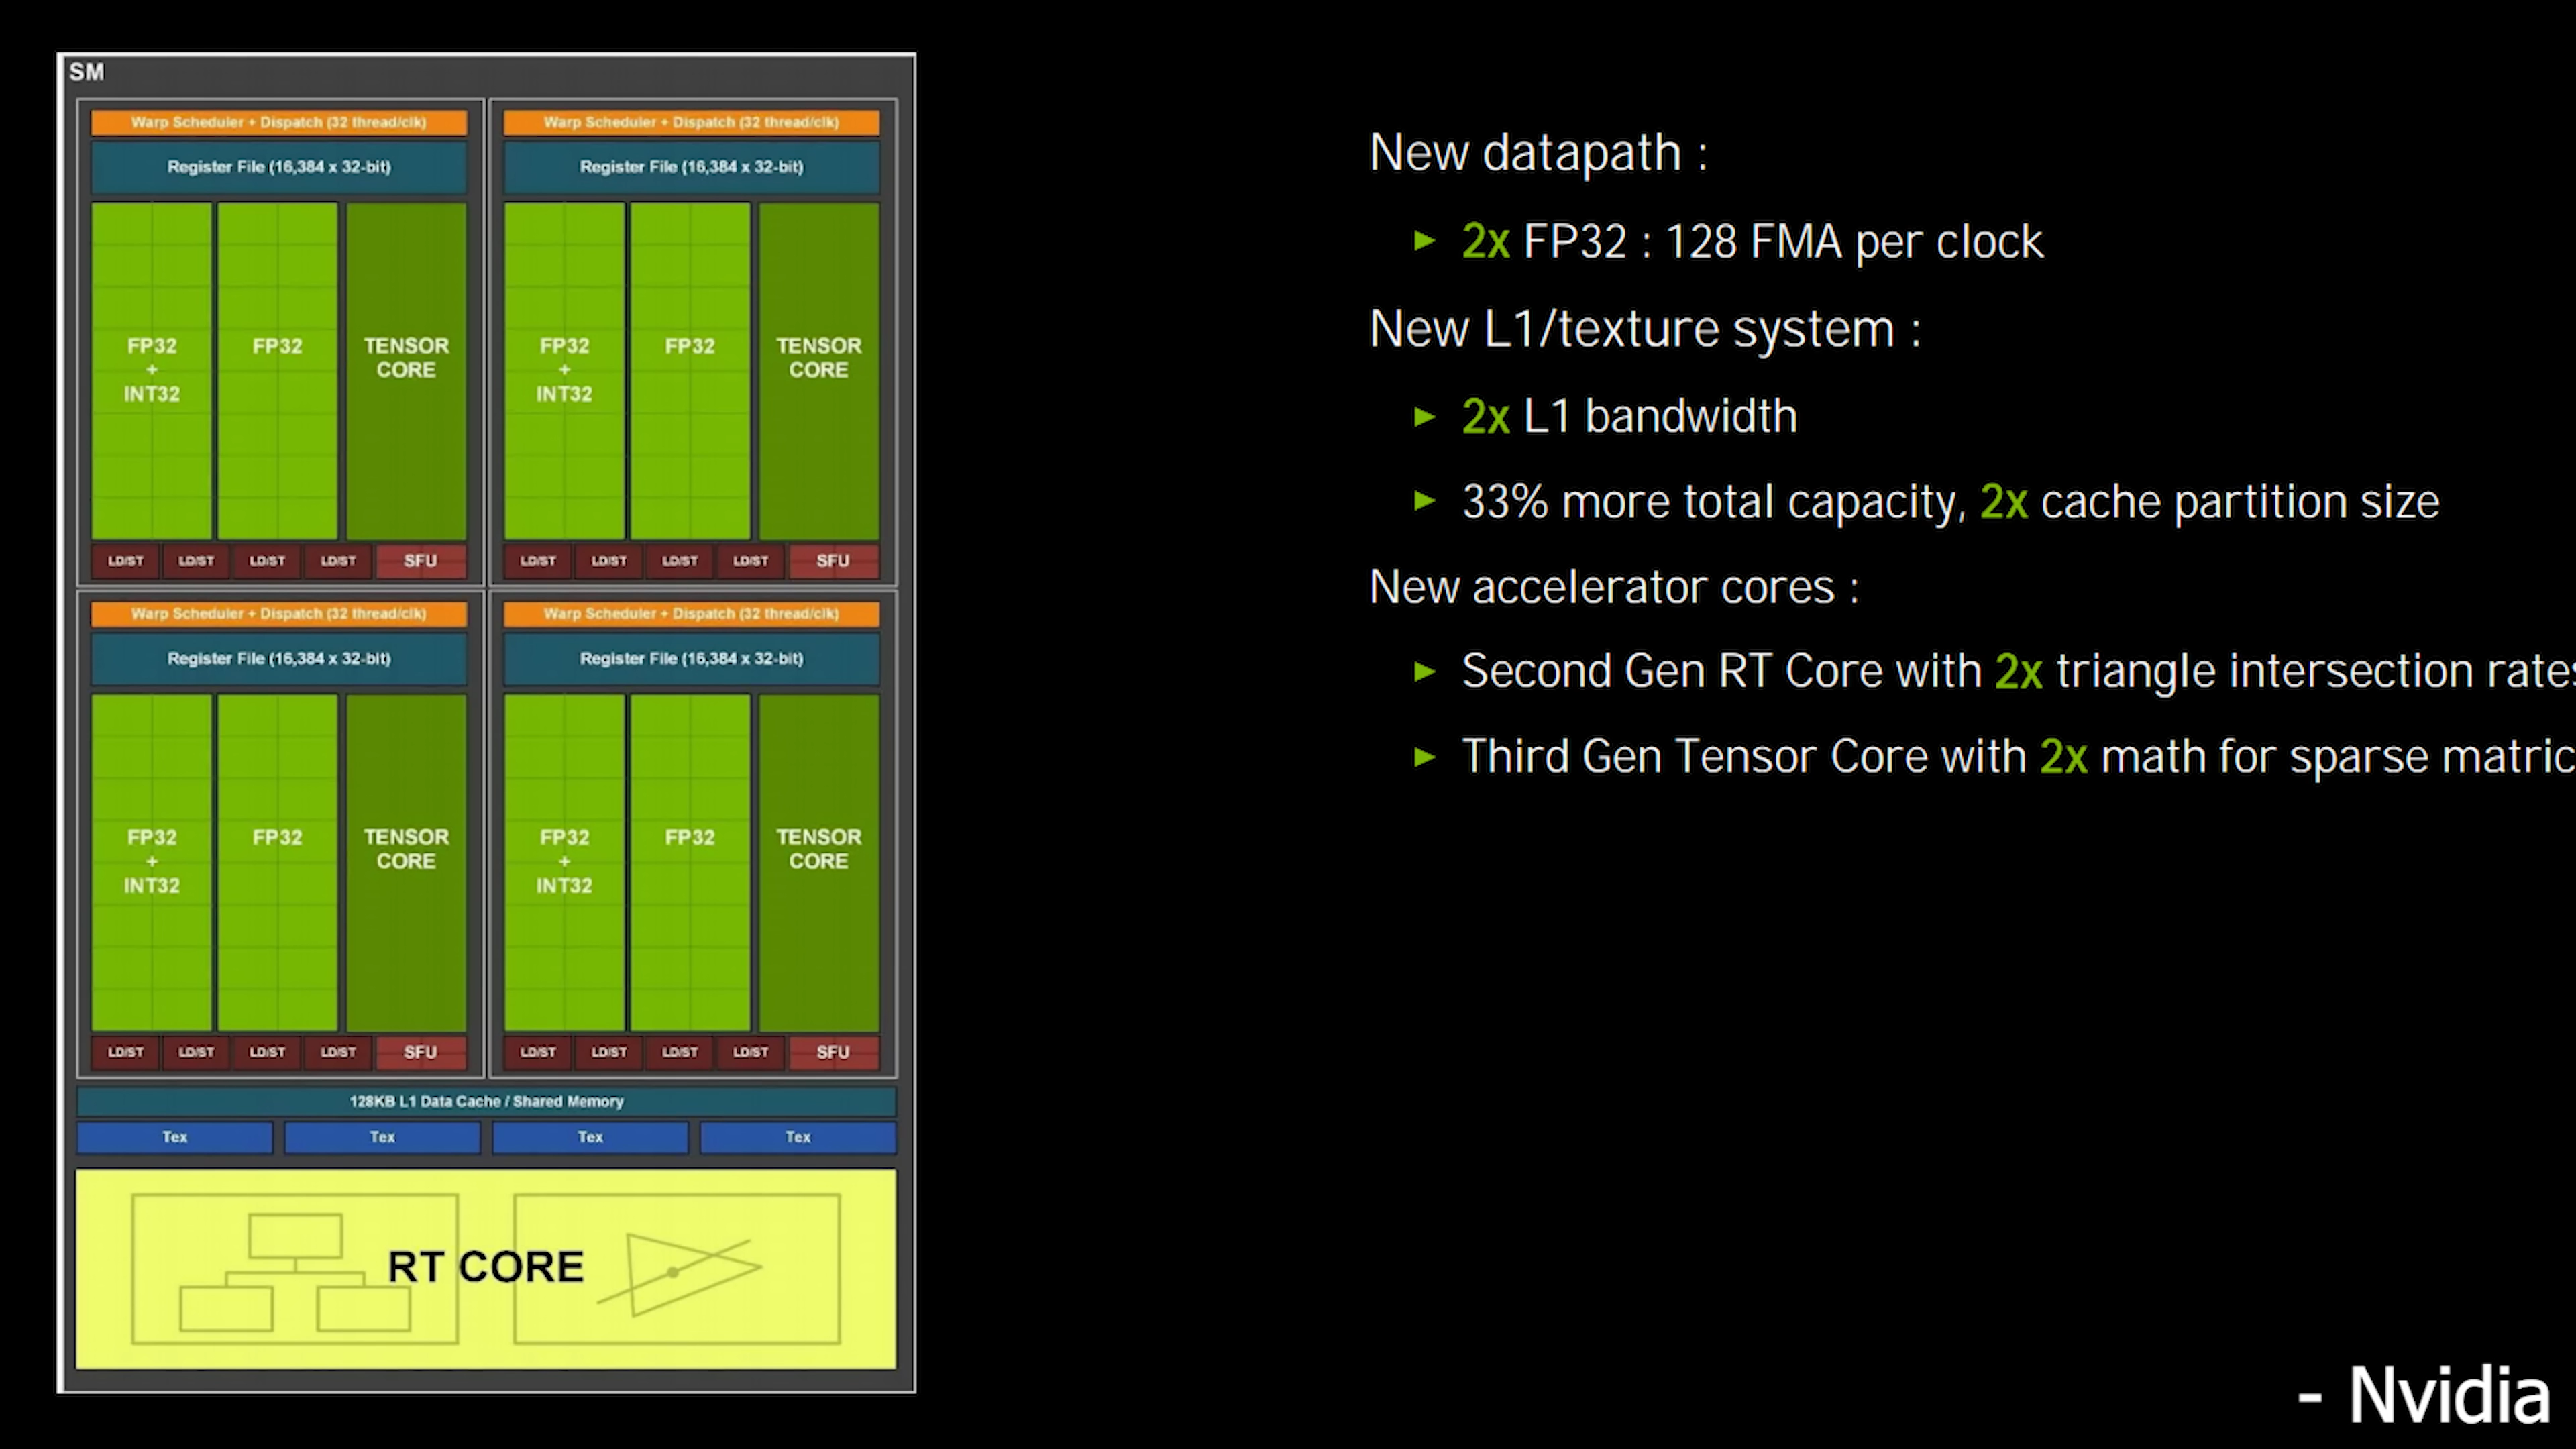 SM
Warp Scheduler + Dispatch (32 thread/clk)
Warp Scheduler + Dispatch (32 thread/clk)
Register File (16,384 x 32-bit)
Register File (16,384 x 32-bit)
FP32
+
INT32
FP32
TENSOR
CORE
FP32
+
INT32
FP32
TENSOR
CORE
LD/ST LD/ST LD/ST LD/ST SFU
LD/ST LD/ST LD/ST LD/ST SFU
Warp Scheduler + Dispatch (32 thread/clk)
Warp Scheduler + Dispatch (32 thread/clk)
Register File (16,384 x 32-bit)
Register File (16,384 x 32-bit)
FP32
+
INT32
FP32
TENSOR
CORE
FP32
+
INT32
FP32
TENSOR
CORE
LD/ST LD/ST LD/ST LD/ST SFU
LD/ST LD/ST LD/ST LD/ST SFU
128KB L1 Data Cache / Shared Memory
Tex Tex Tex Tex
RT CORE
New datapath :
2x FP32 : 128 FMA per clock
New L1/texture system :
2x L1 bandwidth
33% more total capacity, 2x cache partition size
New accelerator cores :
Second Gen RT Core with 2x triangle intersection rates
Third Gen Tensor Core with 2x math for sparse matric
- Nvidia